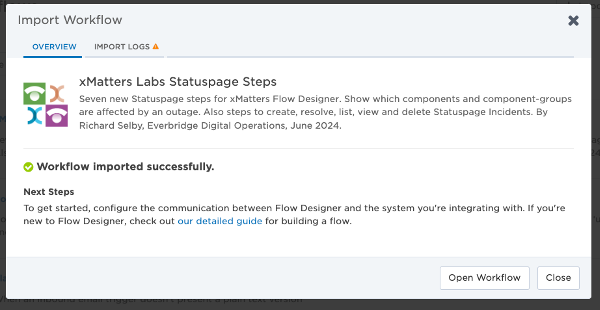 Import Workflow
OVERVIEW
IMPORT LOGS
xMatters Labs Statuspage Steps
Seven new Statuspage steps for xMatters Flow Designer. Show which components and component-groups
are affected by an outage. Also steps to create, resolve, list, view and delete Statuspage Incidents. By
Richard Selby, Everbridge Digital Operations, June 2024.
Workflow imported successfully.
Next Steps
To get started, configure the communication between Flow Designer and the system you're integrating with. If you're
new to Flow Designer, check out our detailed guide for building a flow.
Open Workflow
Close